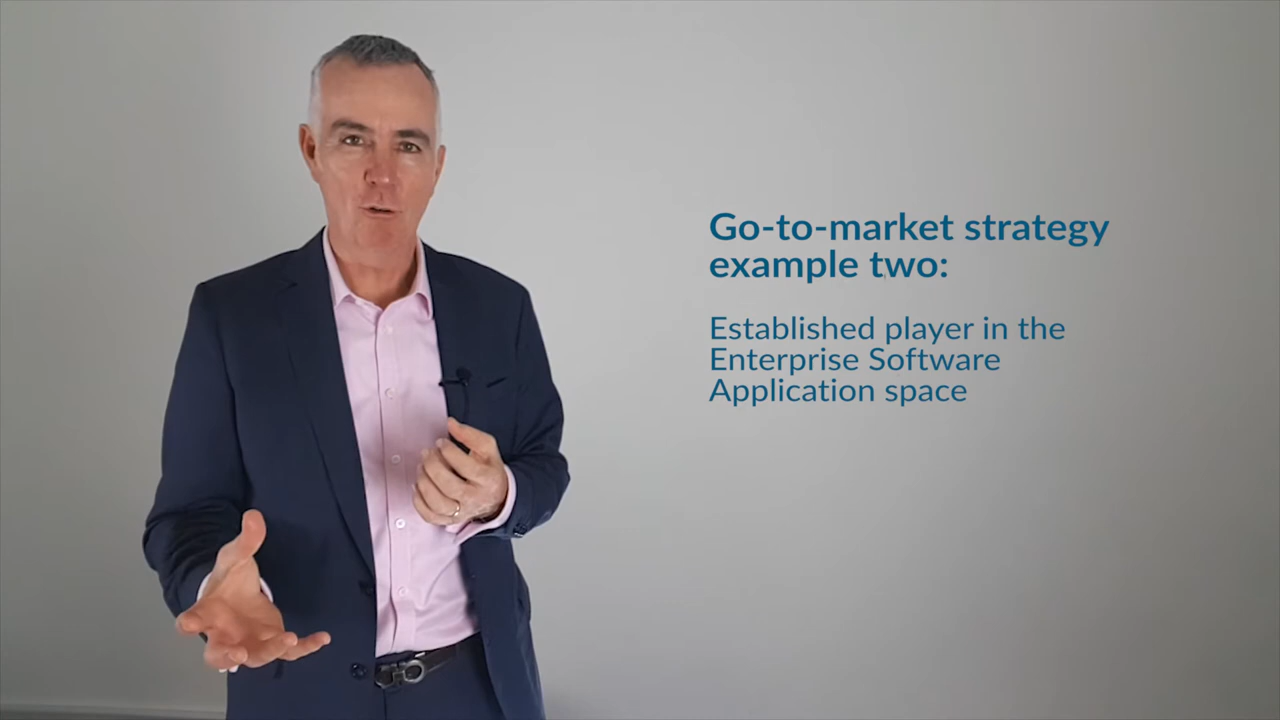 Go-to-market strategy
example two:
Established player in the
Enterprise Software
Application space